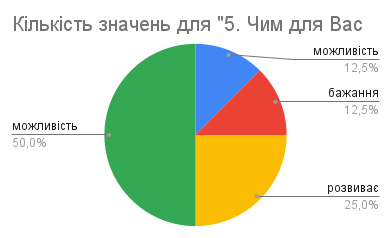 Кількість значень для "5. Чим для Вас
можливість
12,5%
бажання
12,5%
можливість
50,0%
розвиває
25,0%